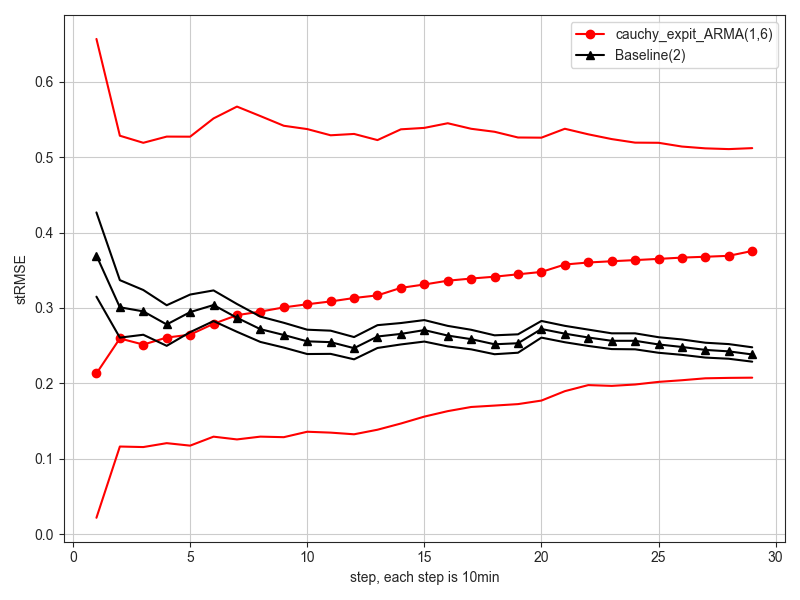 cauchy_expit_ARMA(1,6)
Baseline(2)
0.6
0.5
0.4
0.3
0.2
0.1
0.0
stRMSE
0 5 10 15 20 25 30
step, each step is 10min